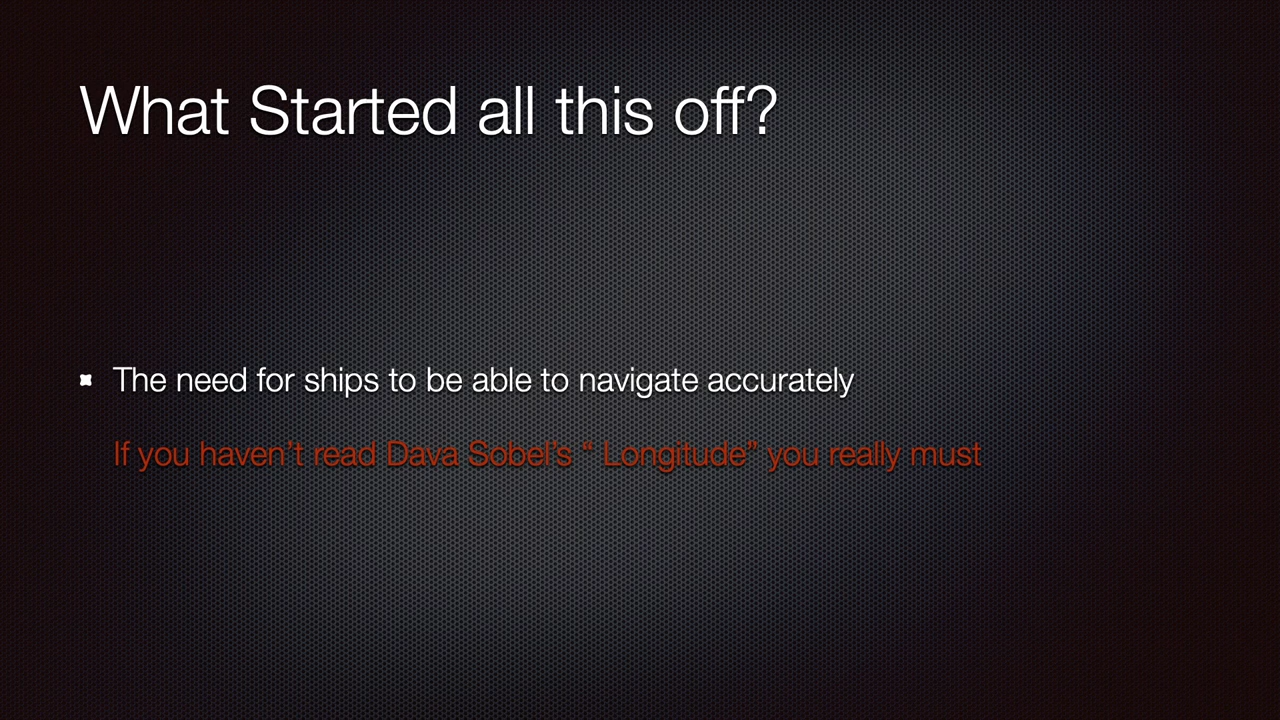 What Started all this off?
The need for ships to be able to navigate accurately
If you haven’t read Dava Sobel’s “ Longitude” you really must